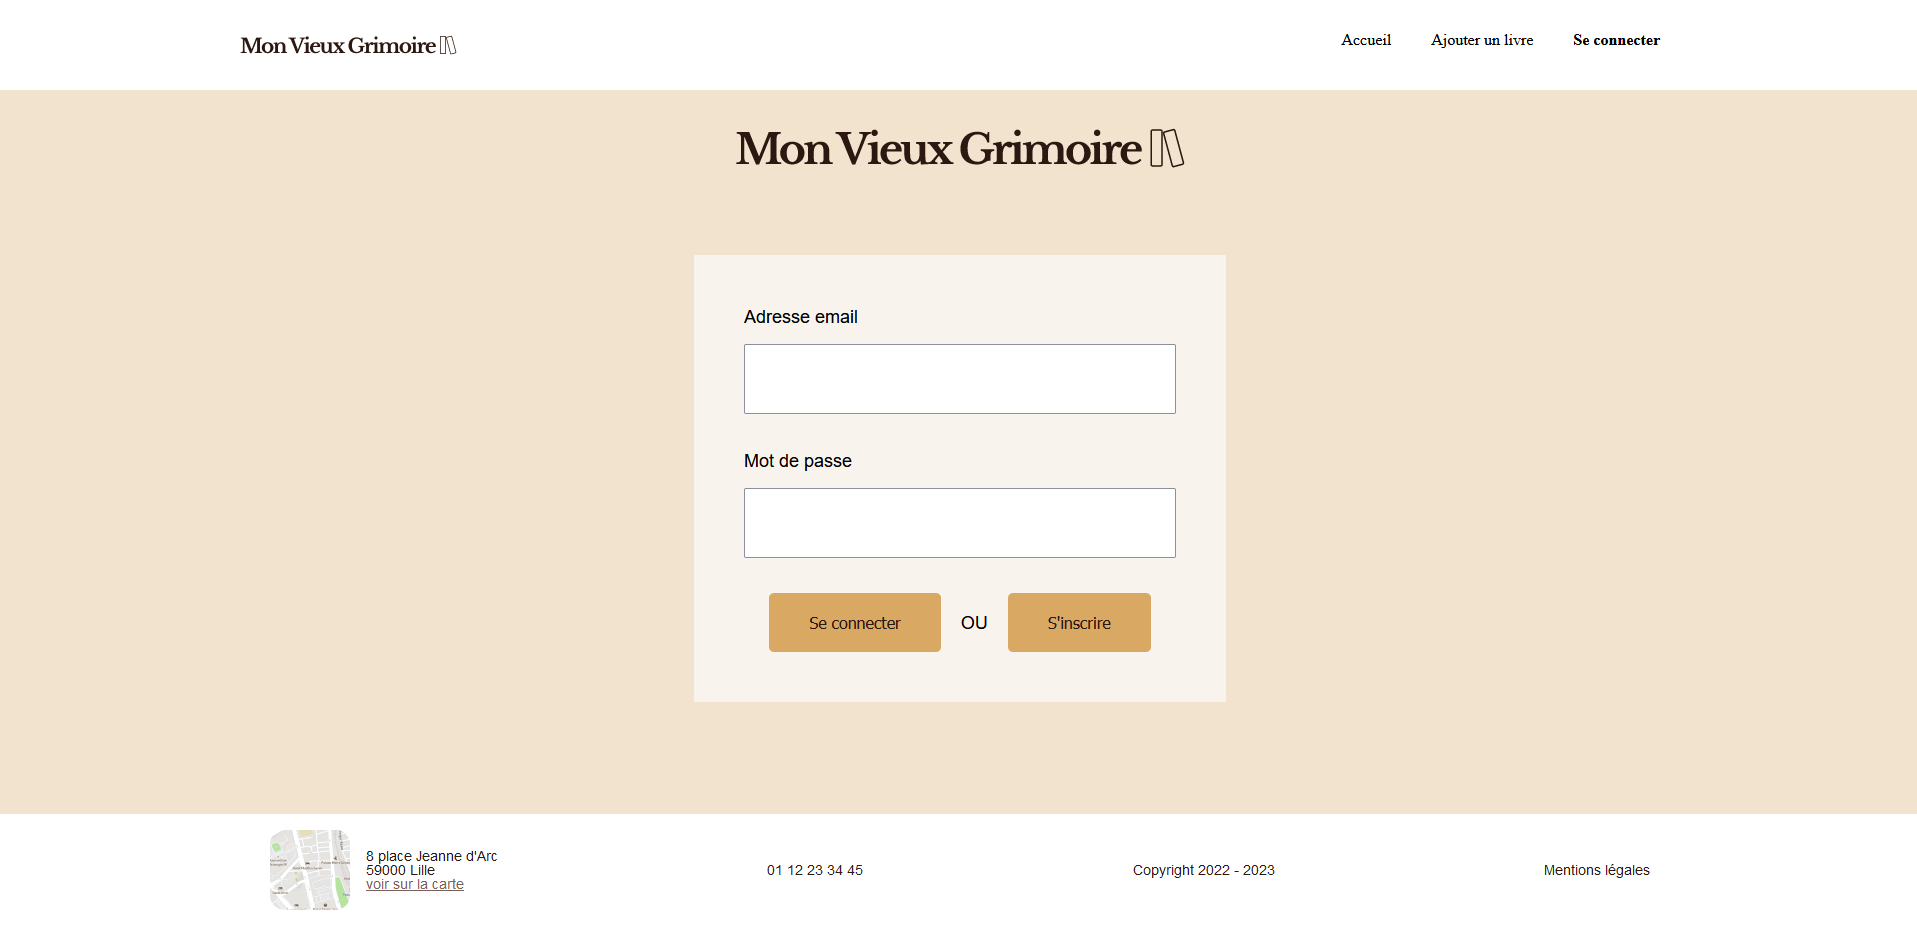 Mon Vieux Grimoire
Accueil
Ajouter un livre
Se connecter
Mon Vieux Grimoire
Adresse email
Mot de passe
Se connecter
OU
S'inscrire
8 place Jeanne d'Arc
59000 Lille
voir sur la carte
01 12 23 34 45
Copyright 2022 - 2023
Mentions légales